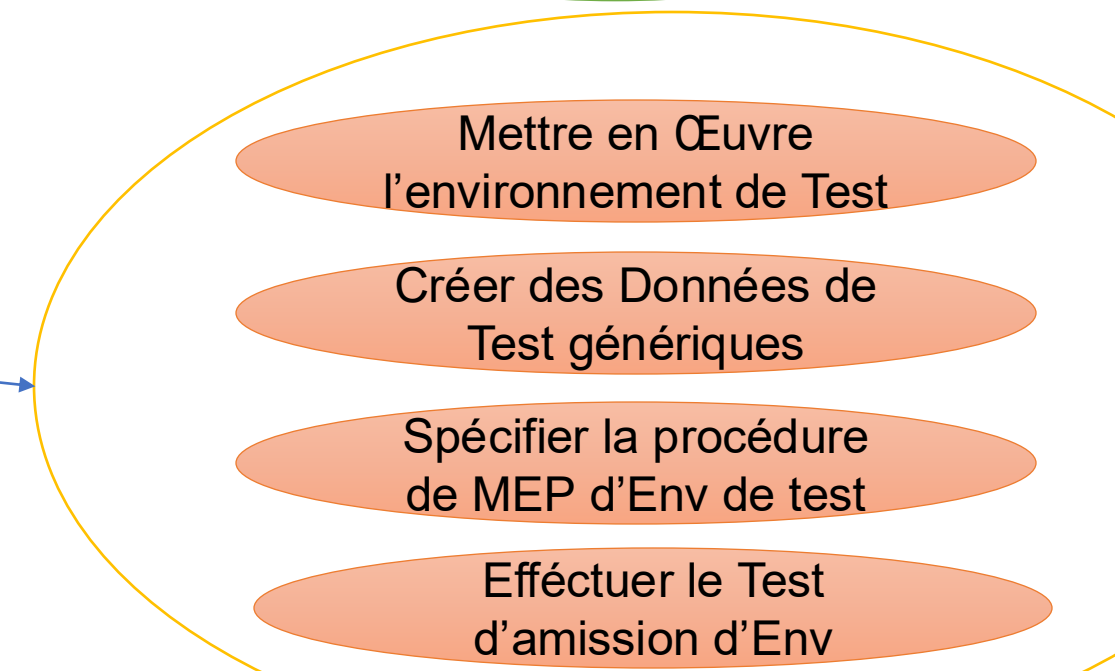 Mettre en Œuvre
l’environnement de Test
Créer des Données de
Test génériques
Spécifier la procédure
de MEP d’Env de test
Efféctuer le Test
d’amission d’Env